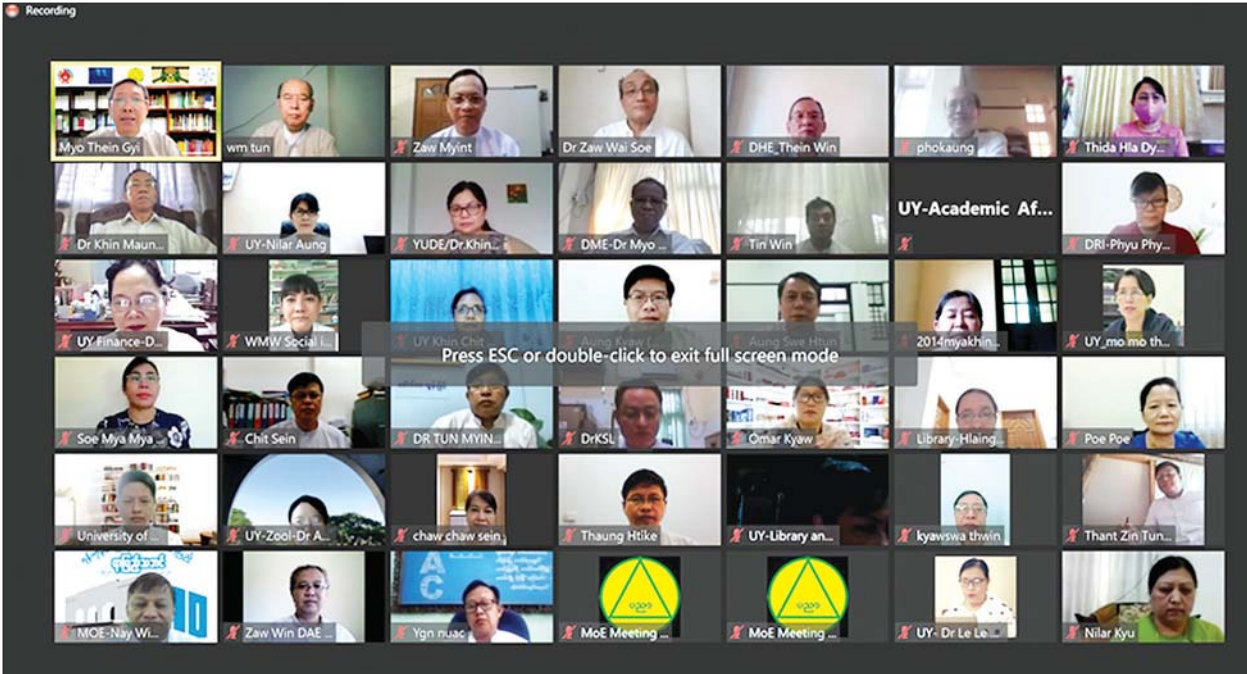 Recording
Myo Thein Gyi
wm tun
Zaw Myint
Dr Zaw Wai Soe
DHE_Thein Win
phokaung
Thida Hla Dy...
Dr Khin Maun...
UY-Nilar Aung
YUDE/Dr.Khin...
DME-Dr Myo ...
Tin Win
UY-Academic Af...
DRI-Phyu Phy...
UY Finance-D...
WMW Social i...
UY Khin Chit
Aung Kyaw (...
Aung Swe Htun
2014myakhin...
UY_mo mo th...
Press ESC or double-click to exit full screen mode
Soe Mya Mya ...
Chit Sein
DR TUN MYIN...
DrKSL
Omar Kyaw
Library-Hlaing...
Poe Poe
University of ...
UY-Zool-Dr A...
chaw chaw sein
Thaung Htike
UY-Library an...
kyawswa thwin
Thant Zin Tun...
AC
MOE-Nay Wi...
Zaw Win DAE ...
Ygn nuac
ပညာ
MoE Meeting ...
ပညာ
MoE Meeting ...
UY- Dr Le Le ...
Nilar Kyu